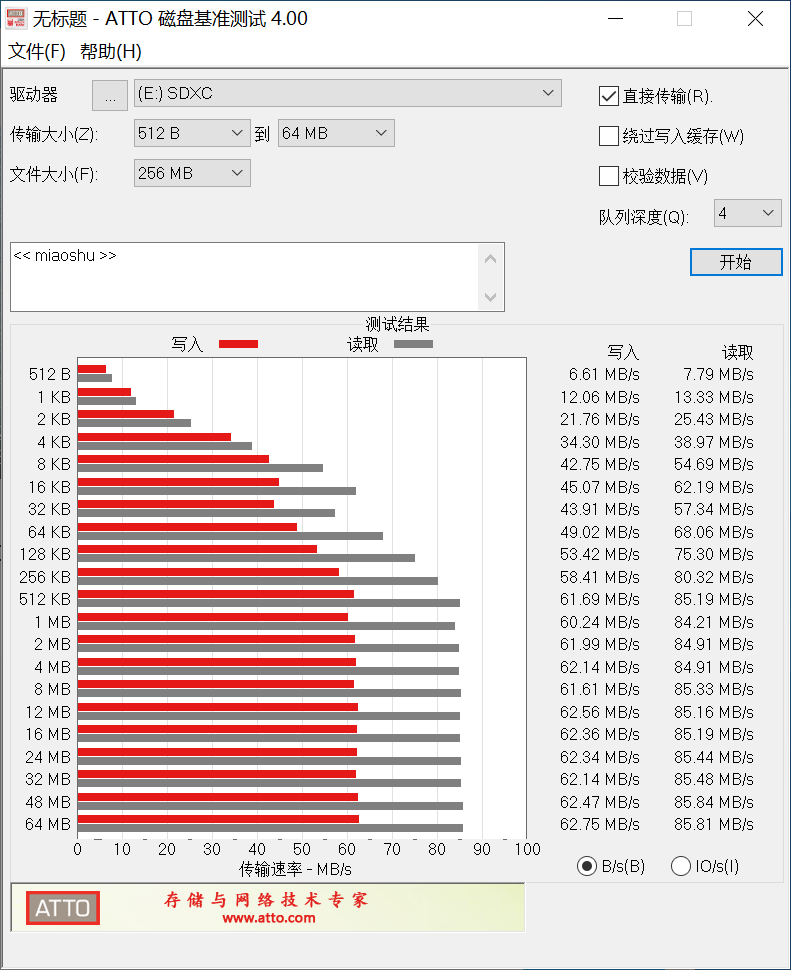 无标题 - ATTO 磁盘基准测试 4.00
文件(F) 帮助(H)
驱动器 ... (E:) SDXC
直接传输(R).
传输大小(Z): 512 B 到 64 MB
绕过写入缓存(W)
文件大小(F): 256 MB
校验数据(V)
队列深度(Q): 4
<< miaoshu >>
开始
测试结果
写入 读取
写入 读取
512 B 6.61 MB/s 7.79 MB/s
1 KB 12.06 MB/s 13.33 MB/s
2 KB 21.76 MB/s 25.43 MB/s
4 KB 34.30 MB/s 38.97 MB/s
8 KB 42.75 MB/s 54.69 MB/s
16 KB 45.07 MB/s 62.19 MB/s
32 KB 43.91 MB/s 57.34 MB/s
64 KB 49.02 MB/s 68.06 MB/s
128 KB 53.42 MB/s 75.30 MB/s
256 KB 58.41 MB/s 80.32 MB/s
512 KB 61.69 MB/s 85.19 MB/s
1 MB 60.24 MB/s 84.21 MB/s
2 MB 61.99 MB/s 84.91 MB/s
4 MB 62.14 MB/s 84.91 MB/s
8 MB 61.61 MB/s 85.33 MB/s
12 MB 62.56 MB/s 85.16 MB/s
16 MB 62.36 MB/s 85.19 MB/s
24 MB 62.34 MB/s 85.44 MB/s
32 MB 62.14 MB/s 85.48 MB/s
48 MB 62.47 MB/s 85.84 MB/s
64 MB 62.75 MB/s 85.81 MB/s
0 10 20 30 40 50 60 70 80 90 100
传输速率 - MB/s
B/s(B) IO/s(I)
ATTO 存储与网络技术专家
www.atto.com